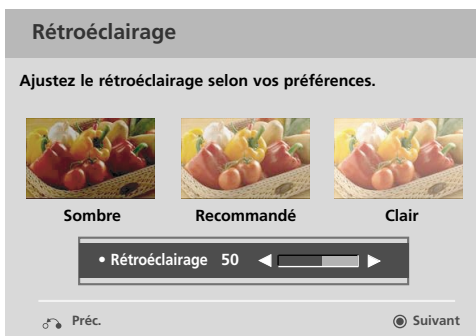 Rétroéclairage
Ajustez le rétroéclairage selon vos préférences.
Sombre Recommandé Clair
• Rétroéclairage 50 ◀ ▶
Préc. Suivant